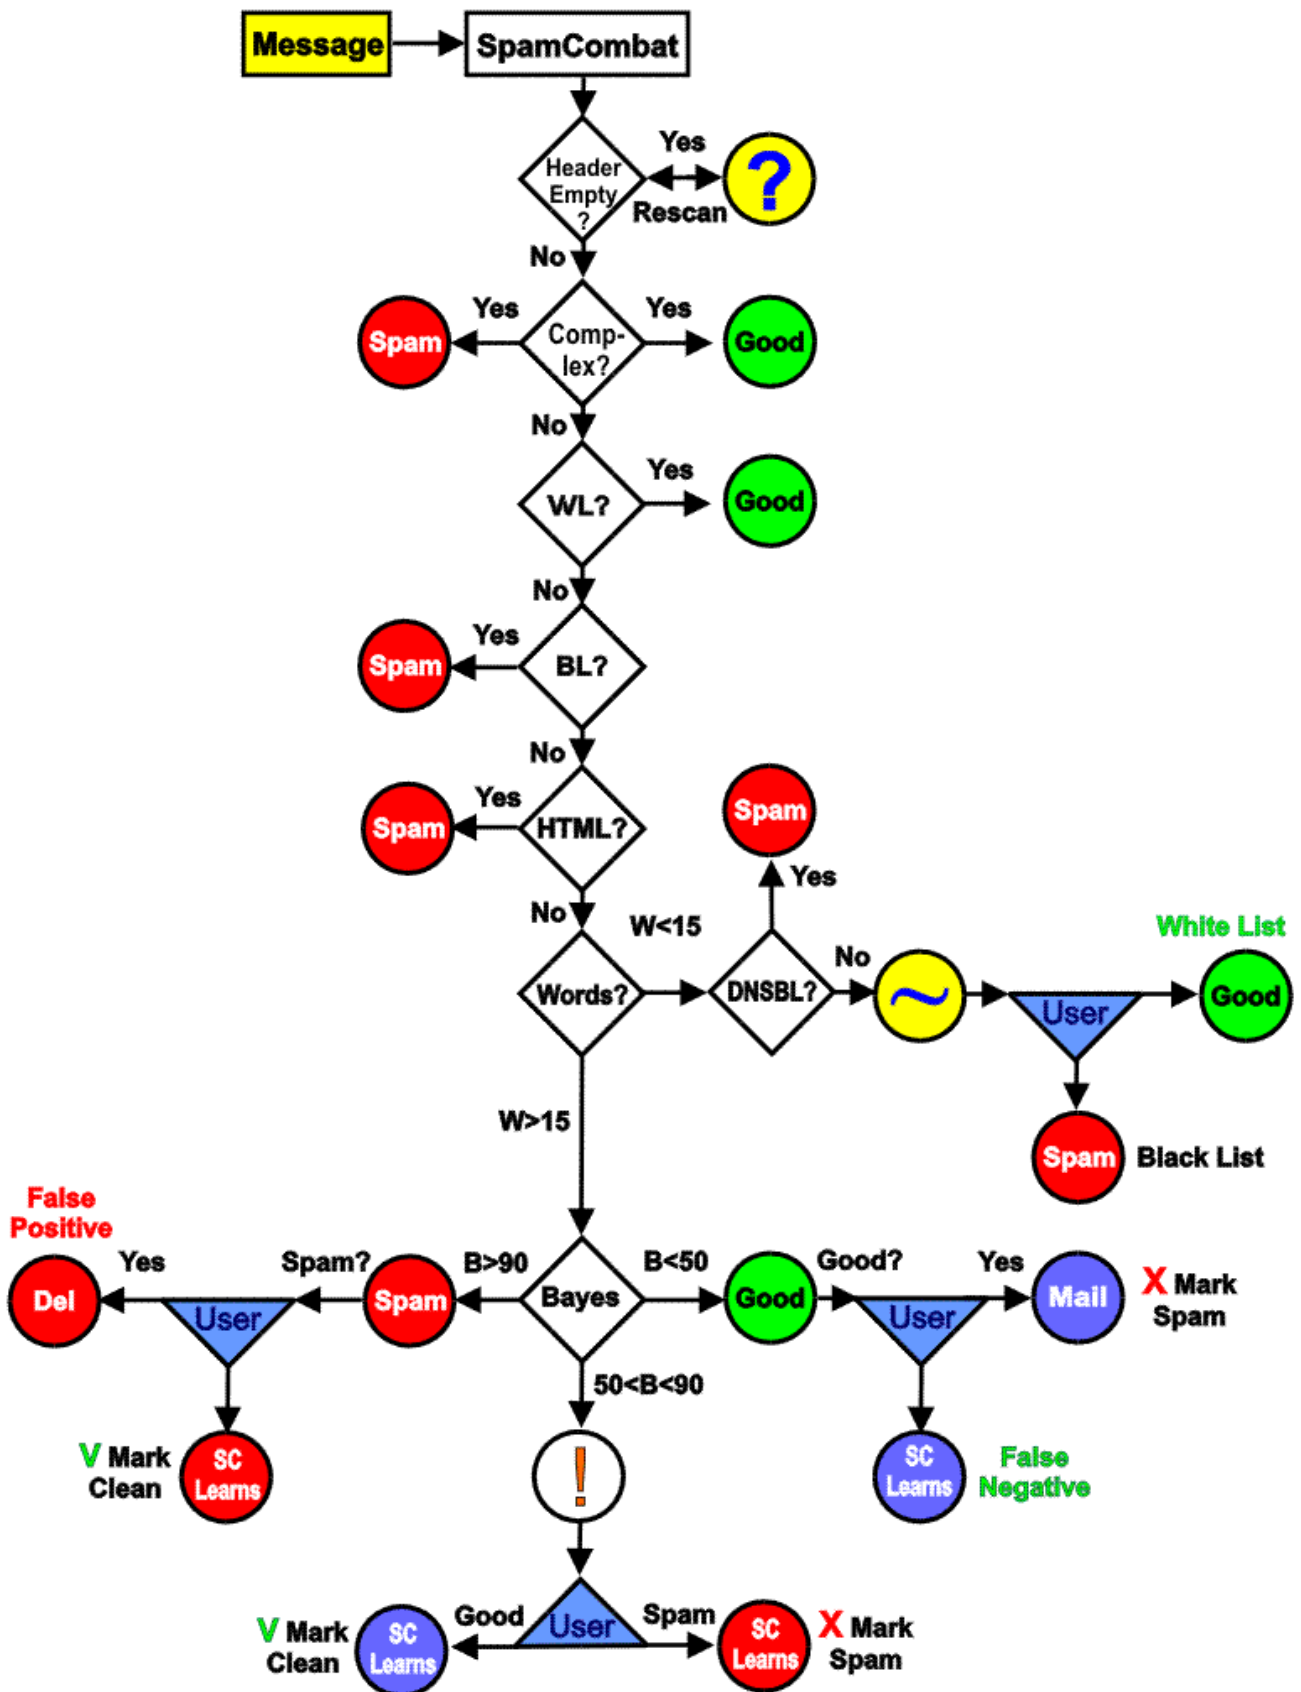 Message
SpamCombat
Header
Empty
?
Yes
?
Rescan
No
Yes
Yes
Spam
Comp-
lex?
Good
No
WL?
Yes
Good
No
Yes
Spam
BL?
No
Yes
Spam
HTML?
Spam
Yes
No
W<15
Words?
DNSBL?
No
~
User
White List
Good
W>15
Spam
Black List
False
Positive
Yes
Spam?
B>90
B<50
Good?
Yes
Del
User
Spam
Bayes
Good
User
Mail
X Mark
Spam
50<B<90
V Mark
Clean
SC
Learns
!
SC
Learns
False
Negative
V Mark
Clean
SC
Learns
Good
User
Spam
SC
Learns
X Mark
Spam